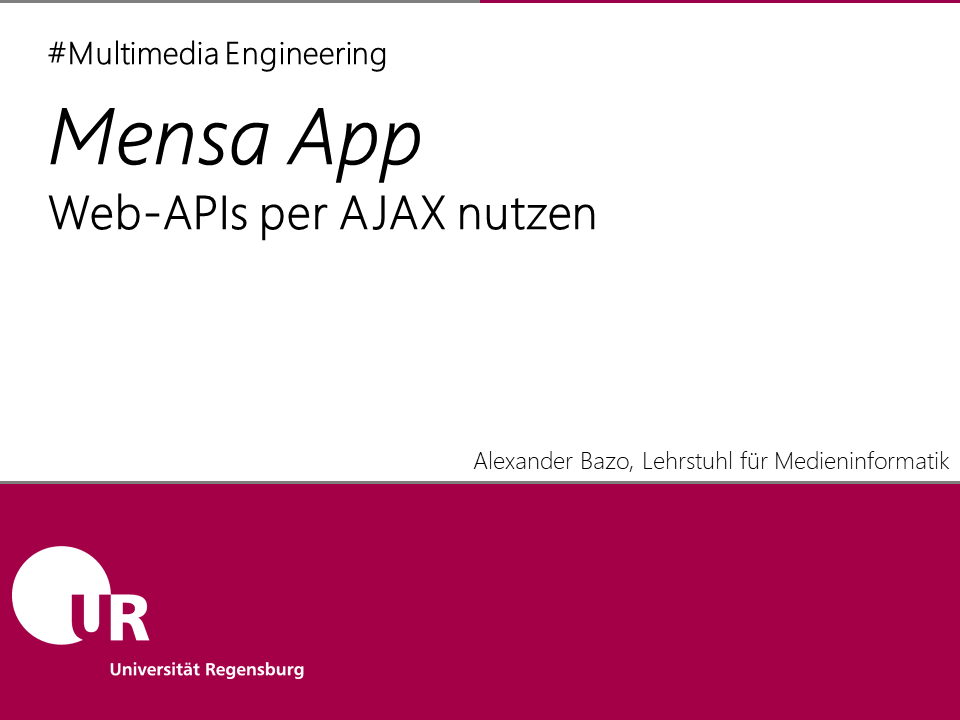 #Multimedia Engineering
Mensa App
Web-APIs per AJAX nutzen
Alexander Bazo, Lehrstuhl für Medieninformatik
UR
Universität Regensburg